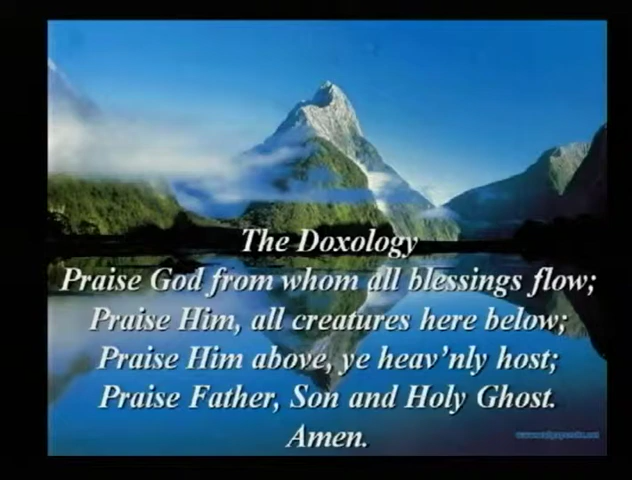 The Doxology
Praise God from whom all blessings flow;
Praise Him, all creatures here below;
Praise Him above, ye heav'nly host;
Praise Father, Son and Holy Ghost.
Amen.